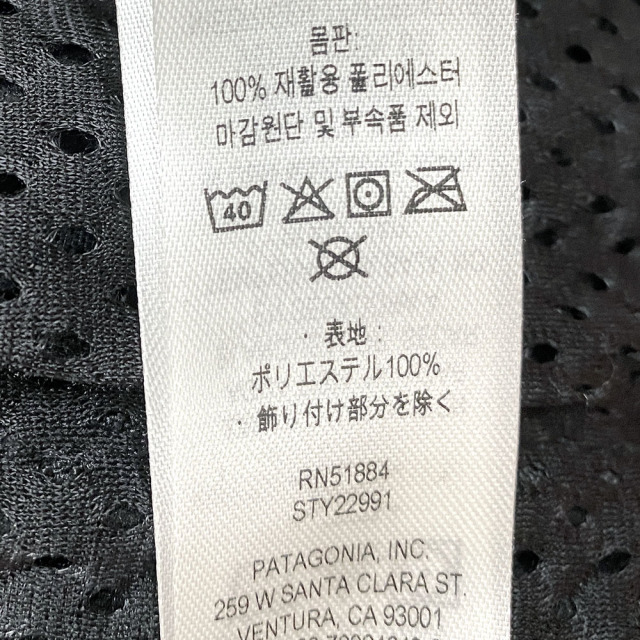 몸판:
100% 재활용 폴리에스터
마감원단 및 부속품 제외
40
· 表地:
ポリエステル100%
· 飾り付け部分を除く
RN51884
STY22991
PATAGONIA, INC.
259 W SANTA CLARA ST.
VENTURA, CA 93001